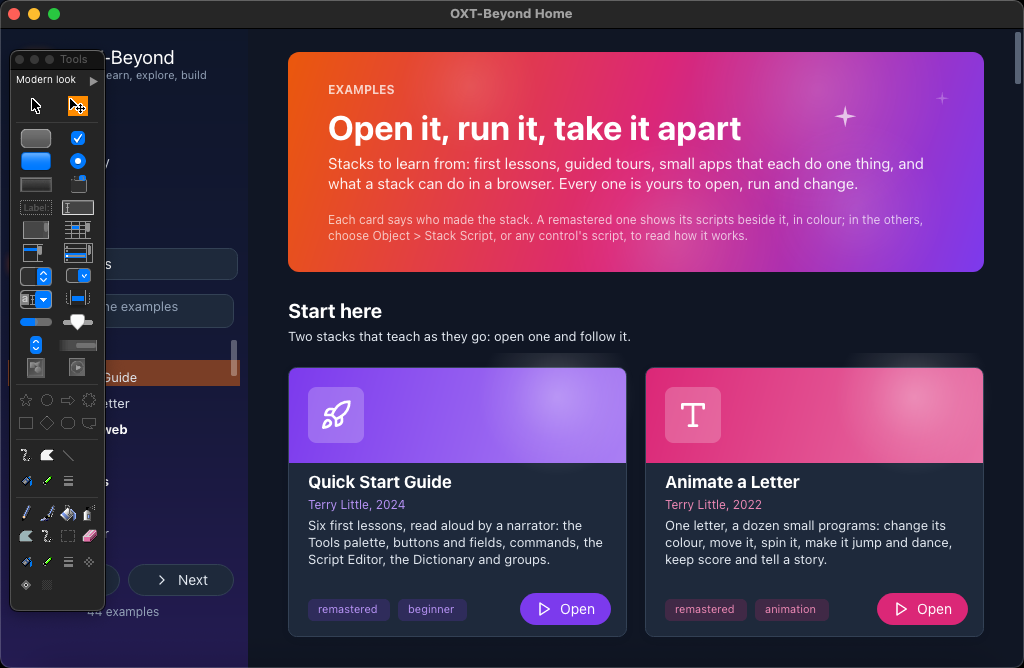 OXT-Beyond Home
Tools
Modern look
Label:
-Beyond
earn, explore, build
examples
Guide
etter
web
Next
44 examples
EXAMPLES
Open it, run it, take it apart
Stacks to learn from: first lessons, guided tours, small apps that each do one thing, and
what a stack can do in a browser. Every one is yours to open, run and change.
Each card says who made the stack. A remastered one shows its scripts beside it, in colour; in the others,
choose Object > Stack Script, or any control's script, to read how it works.
Start here
Two stacks that teach as they go: open one and follow it.
Quick Start Guide
Terry Little, 2024
Six first lessons, read aloud by a narrator: the
Tools palette, buttons and fields, commands, the
Script Editor, the Dictionary and groups.
remastered beginner Open
Animate a Letter
Terry Little, 2022
One letter, a dozen small programs: change its
colour, move it, spin it, make it jump and dance,
keep score and tell a story.
remastered animation Open